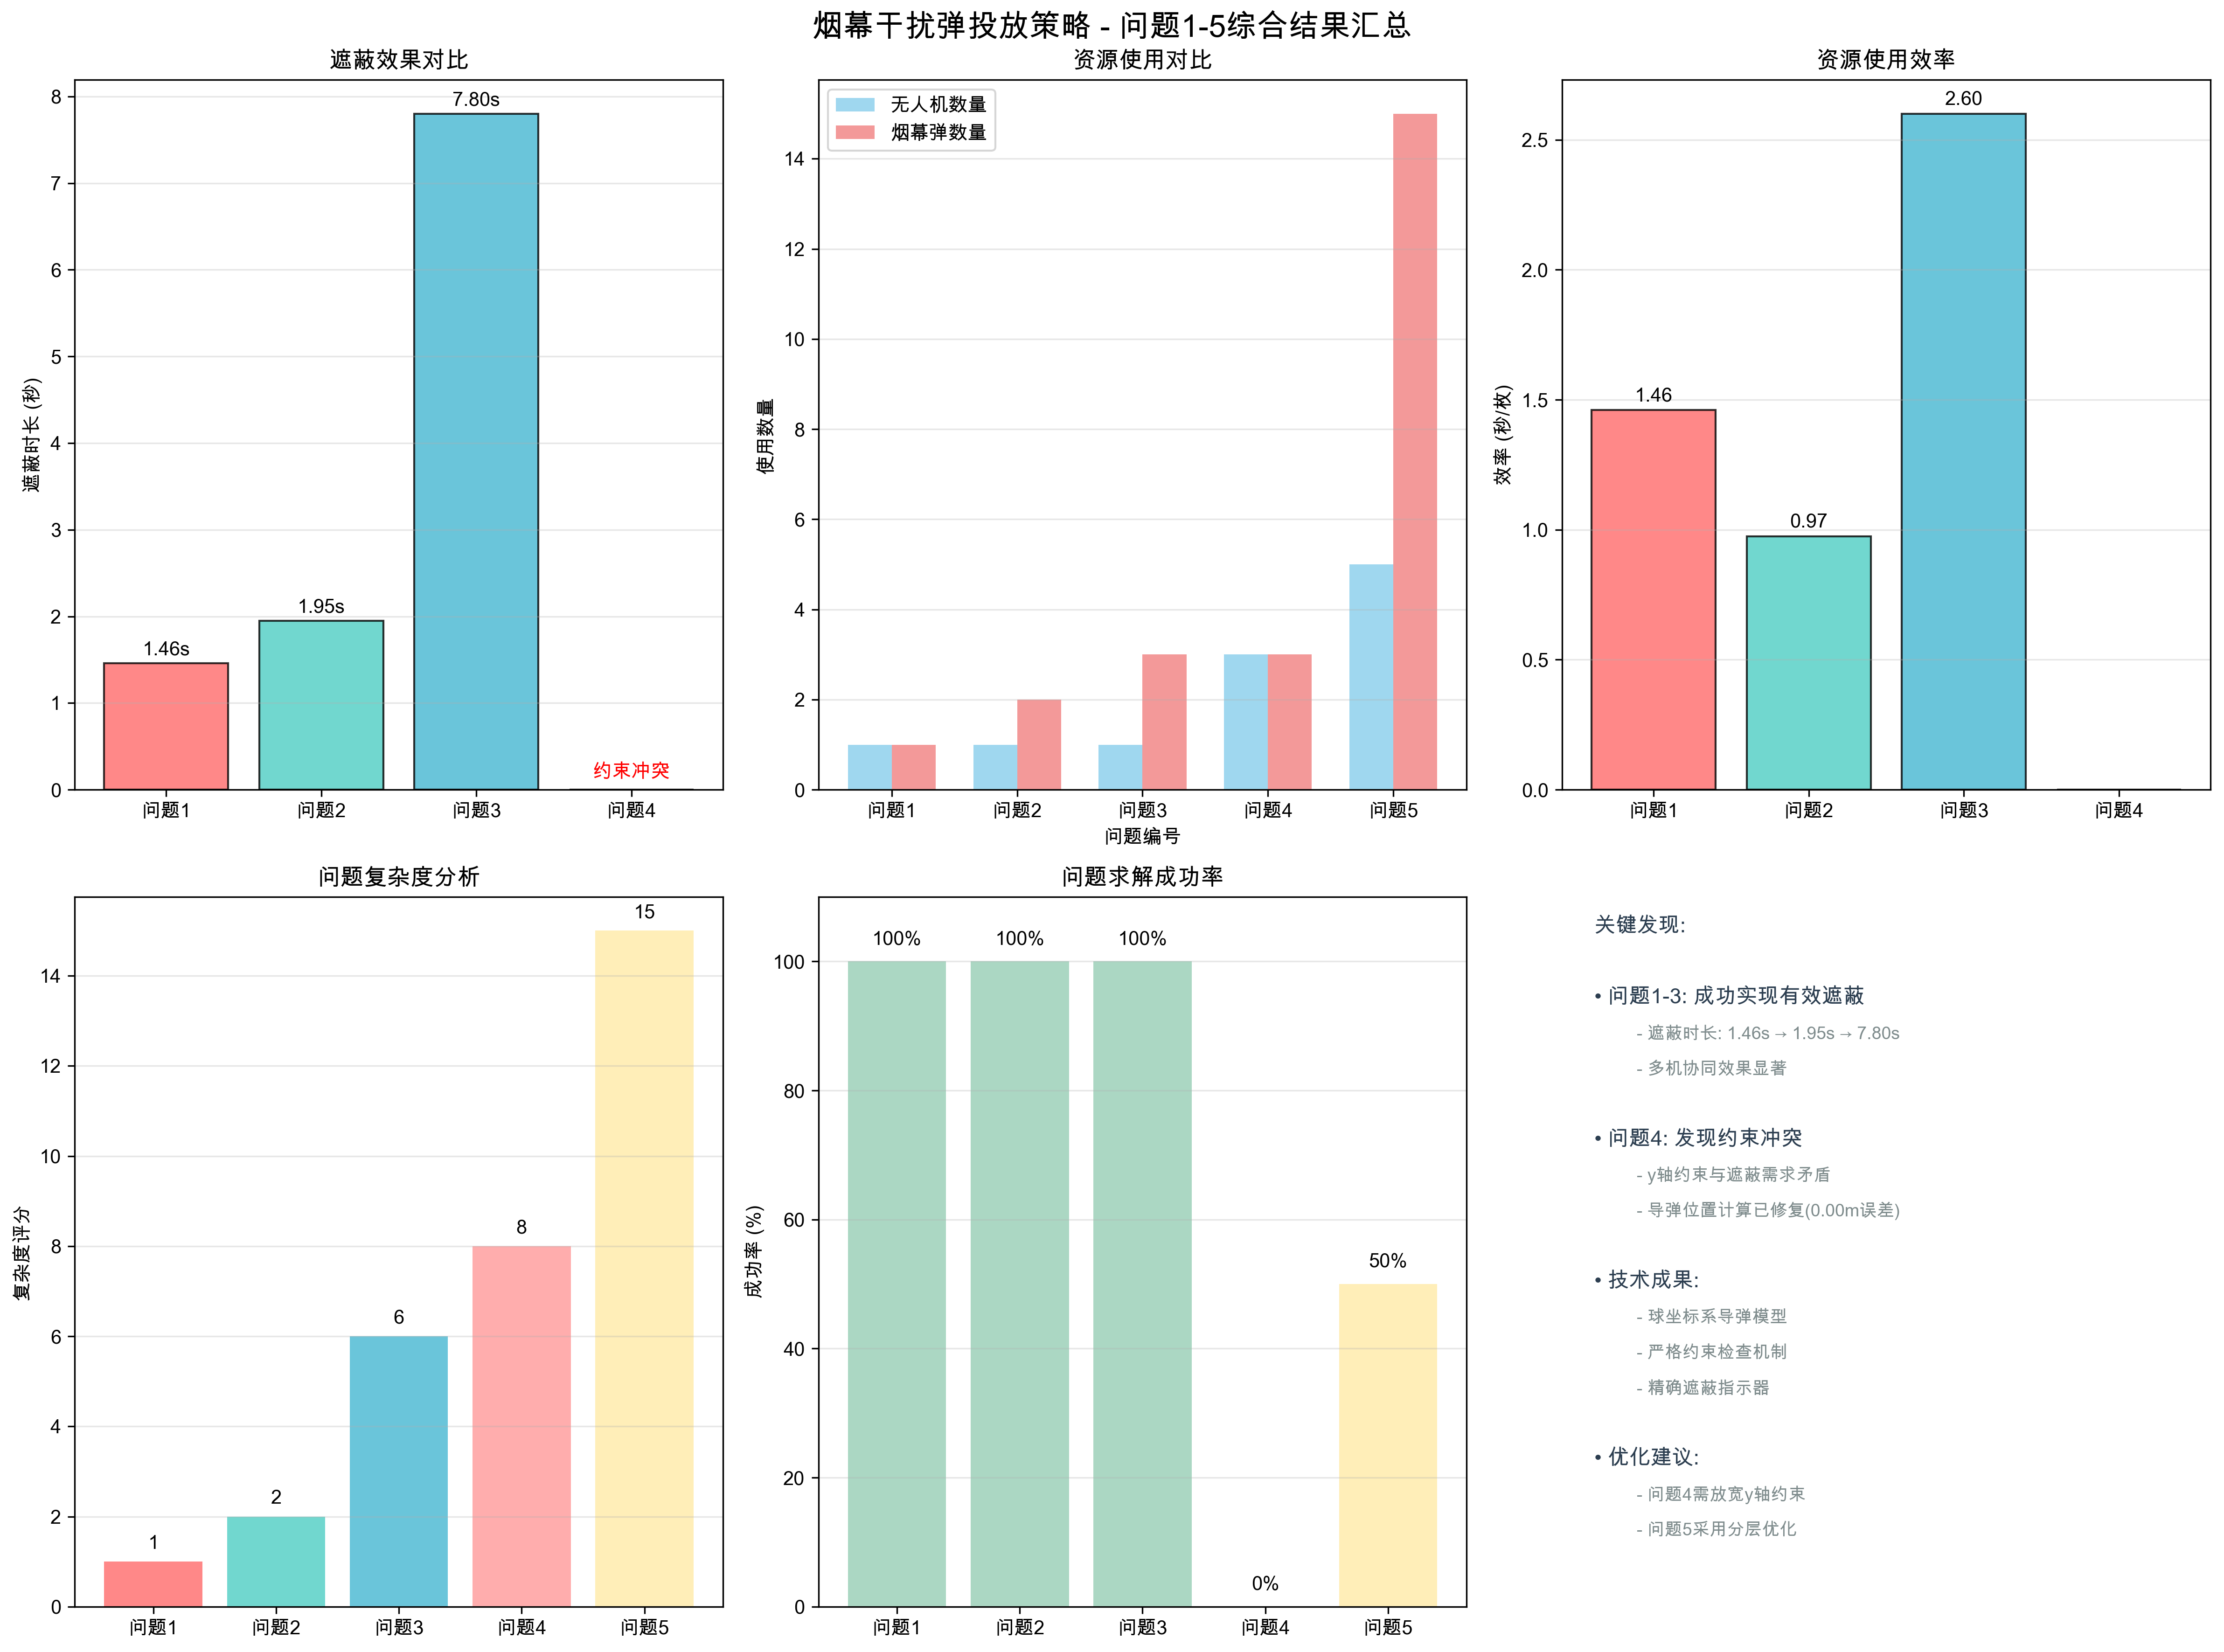 烟幕干扰弹投放策略 - 问题1-5综合结果汇总
遮蔽效果对比
遮蔽时长 (秒)
8
7
6
5
4
3
2
1
0
1.46s
1.95s
7.80s
约束冲突
问题1
问题2
问题3
问题4
资源使用对比
无人机数量
烟幕弹数量
使用数量
14
12
10
8
6
4
2
0
问题1
问题2
问题3
问题4
问题5
问题编号
资源使用效率
效率 (秒/枚)
2.5
2.0
1.5
1.0
0.5
0.0
1.46
0.97
2.60
问题1
问题2
问题3
问题4
问题复杂度分析
复杂度评分
14
12
10
8
6
4
2
0
1
2
6
8
15
问题1
问题2
问题3
问题4
问题5
问题求解成功率
成功率 (%)
100
80
60
40
20
0
100%
100%
100%
0%
50%
问题1
问题2
问题3
问题4
问题5
关键发现:
• 问题1-3: 成功实现有效遮蔽
- 遮蔽时长: 1.46s → 1.95s → 7.80s
- 多机协同效果显著
• 问题4: 发现约束冲突
- y轴约束与遮蔽需求矛盾
- 导弹位置计算已修复(0.00m误差)
• 技术成果:
- 球坐标系导弹模型
- 严格约束检查机制
- 精确遮蔽指示器
• 优化建议:
- 问题4需放宽y轴约束
- 问题5采用分层优化